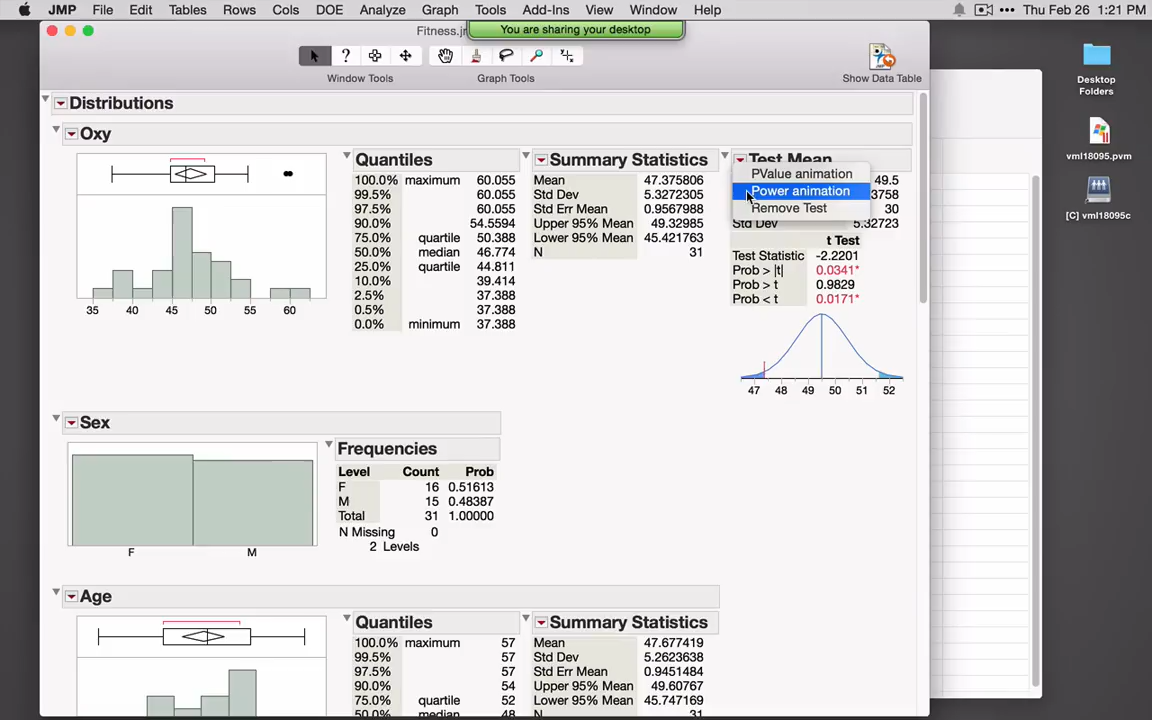 JMP File Edit Tables Rows Cols DOE Analyze Graph Tools Add-Ins View Window Help Thu Feb 26 1:21 PM
Fitness.jm
You are sharing your desktop
Window Tools Graph Tools Show Data Table
Desktop
Folders
vml18095.pvm
[C] vml18095c
Distributions
Oxy
35 40 45 50 55 60
Quantiles
100.0% maximum 60.055
99.5% 60.055
97.5% 60.055
90.0% 54.5594
75.0% quartile 50.388
50.0% median 46.774
25.0% quartile 44.811
10.0% 39.414
2.5% 37.388
0.5% 37.388
0.0% minimum 37.388
Summary Statistics
Mean 47.375806
Std Dev 5.3272305
Std Err Mean 0.9567988
Upper 95% Mean 49.32985
Lower 95% Mean 45.421763
N 31
Test Mean
PValue animation
Power animation
Remove Test
49.5
3758
30
Std Dev 5.32723
t Test
Test Statistic -2.2201
Prob > |t| 0.0341*
Prob > t 0.9829
Prob < t 0.0171*
47 48 49 50 51 52
Sex
F M
Frequencies
Level Count Prob
F 16 0.51613
M 15 0.48387
Total 31 1.00000
N Missing 0
2 Levels
Age
Quantiles
100.0% maximum 57
99.5% 57
97.5% 57
90.0% 54
75.0% quartile 52
50.0% median 48
Summary Statistics
Mean 47.677419
Std Dev 5.2623638
Std Err Mean 0.9451484
Upper 95% Mean 49.60767
Lower 95% Mean 45.747169
N 31